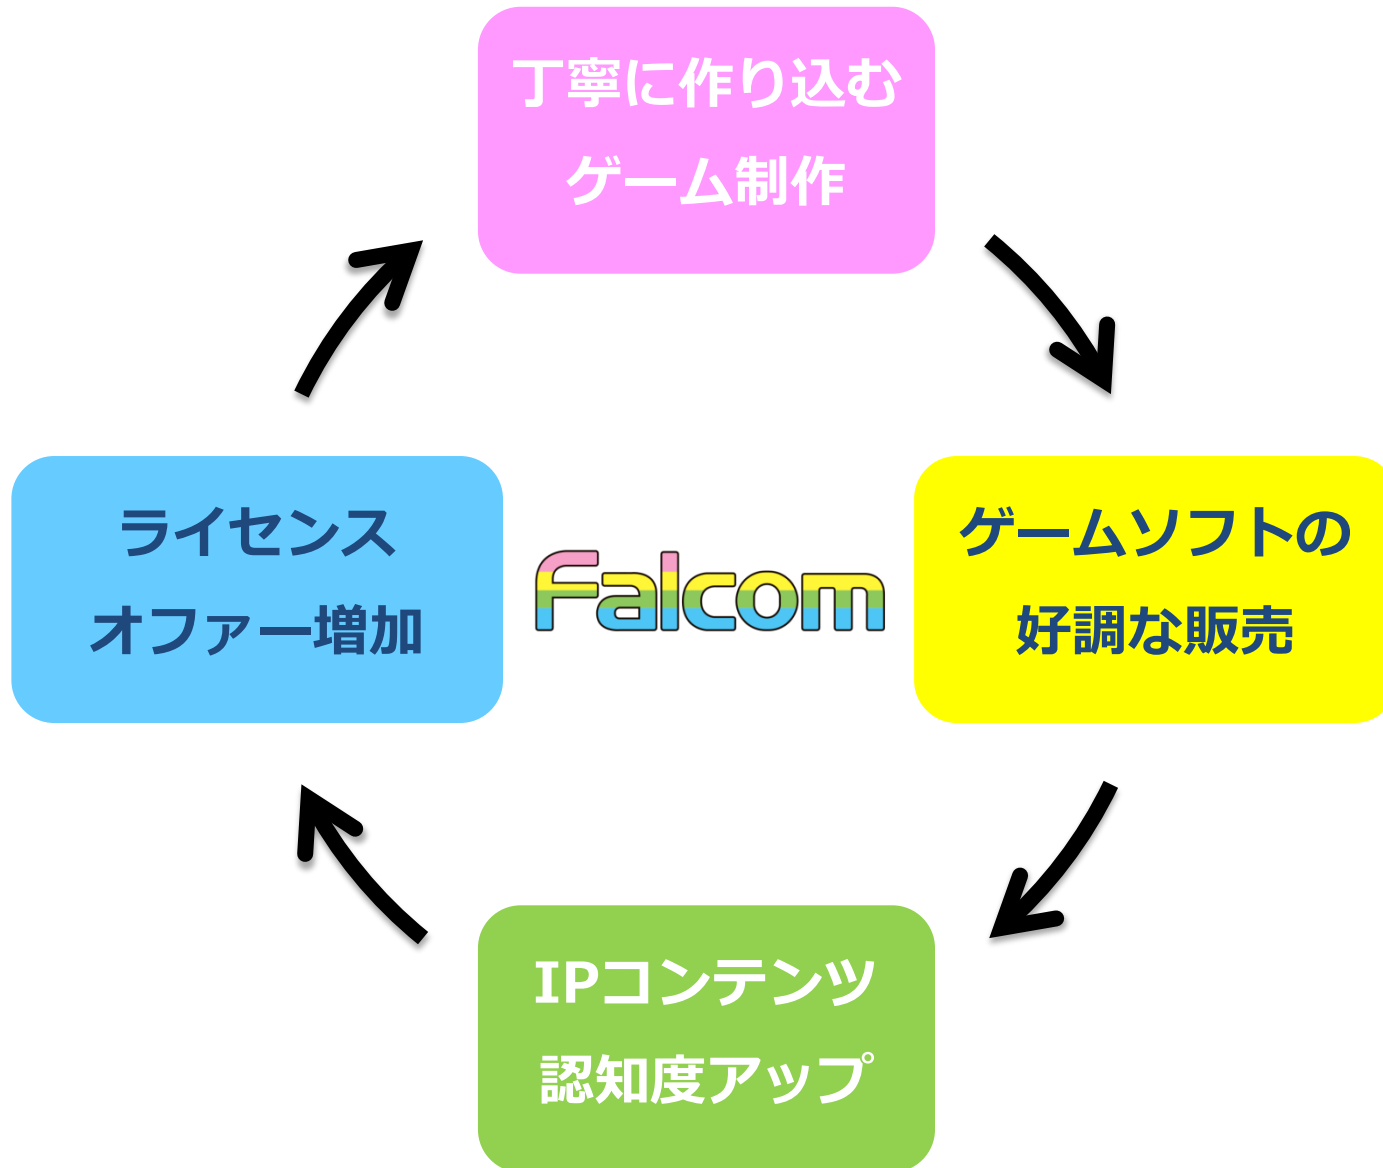 丁寧に作り込む
ゲーム制作
ライセンス
オファー増加
Falcom
ゲームソフトの
好調な販売
IPコンテンツ
認知度アップ